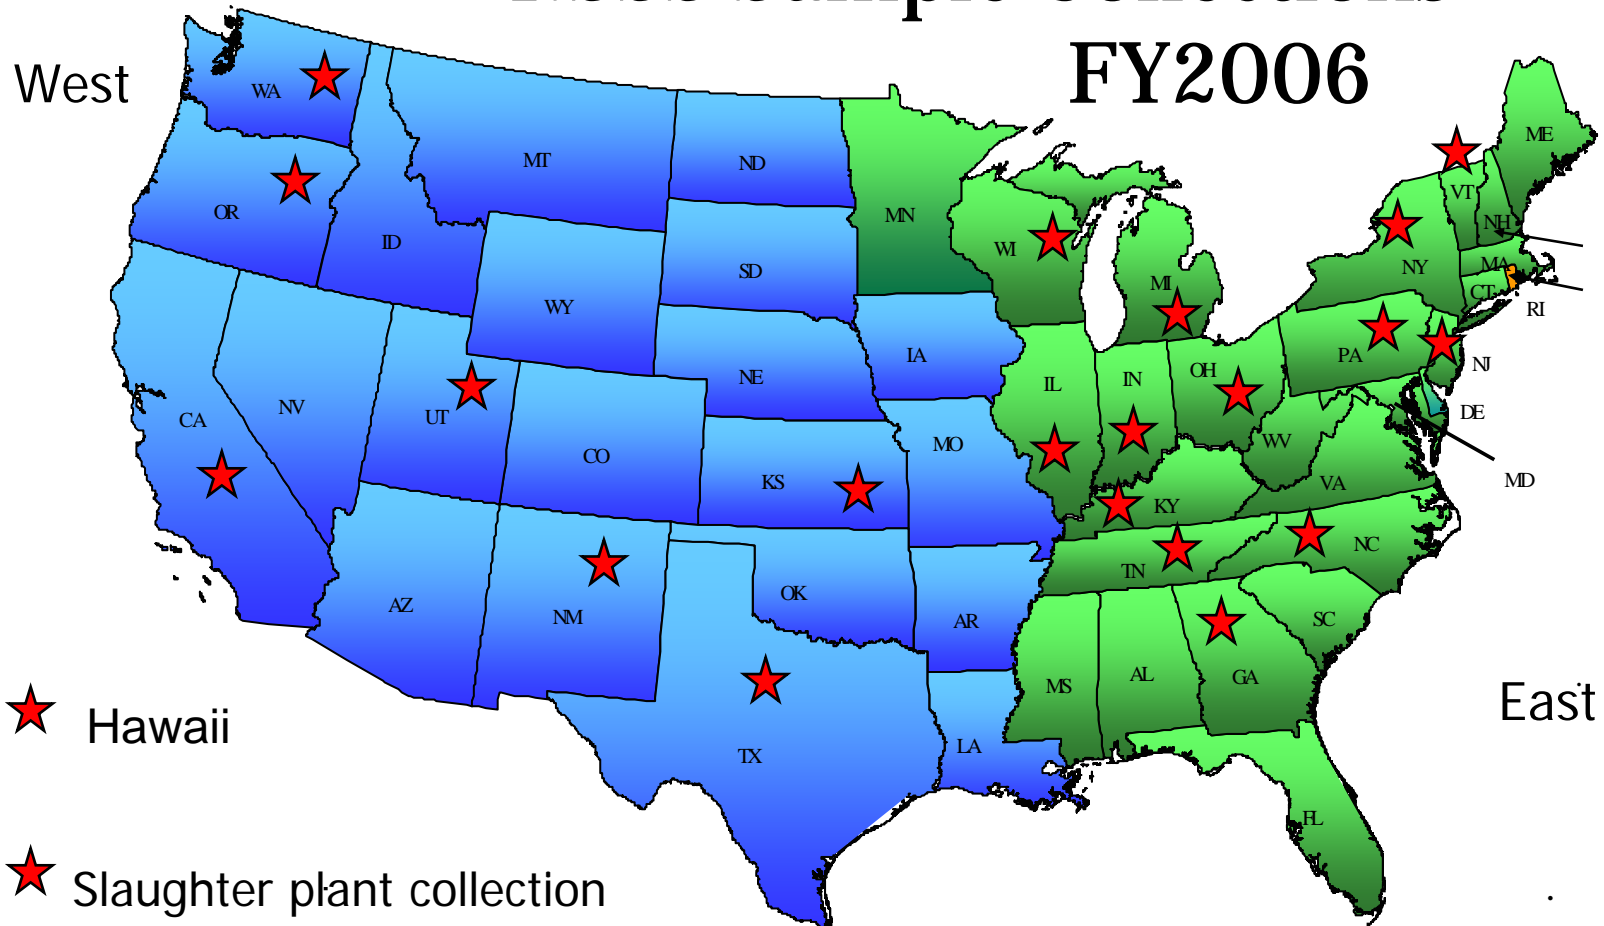 Sample Collections
FY2006
West
East
WA
OR
CA
NV
ID
MT
WY
UT
CO
AZ
NM
ND
SD
NE
KS
OK
TX
MN
IA
MO
AR
LA
WI
MI
IL
IN
OH
KY
TN
MS
AL
GA
FL
SC
NC
VA
WV
PA
NY
VT
NH
ME
MA
CT
RI
NJ
DE
MD
Hawaii
Slaughter plant collection